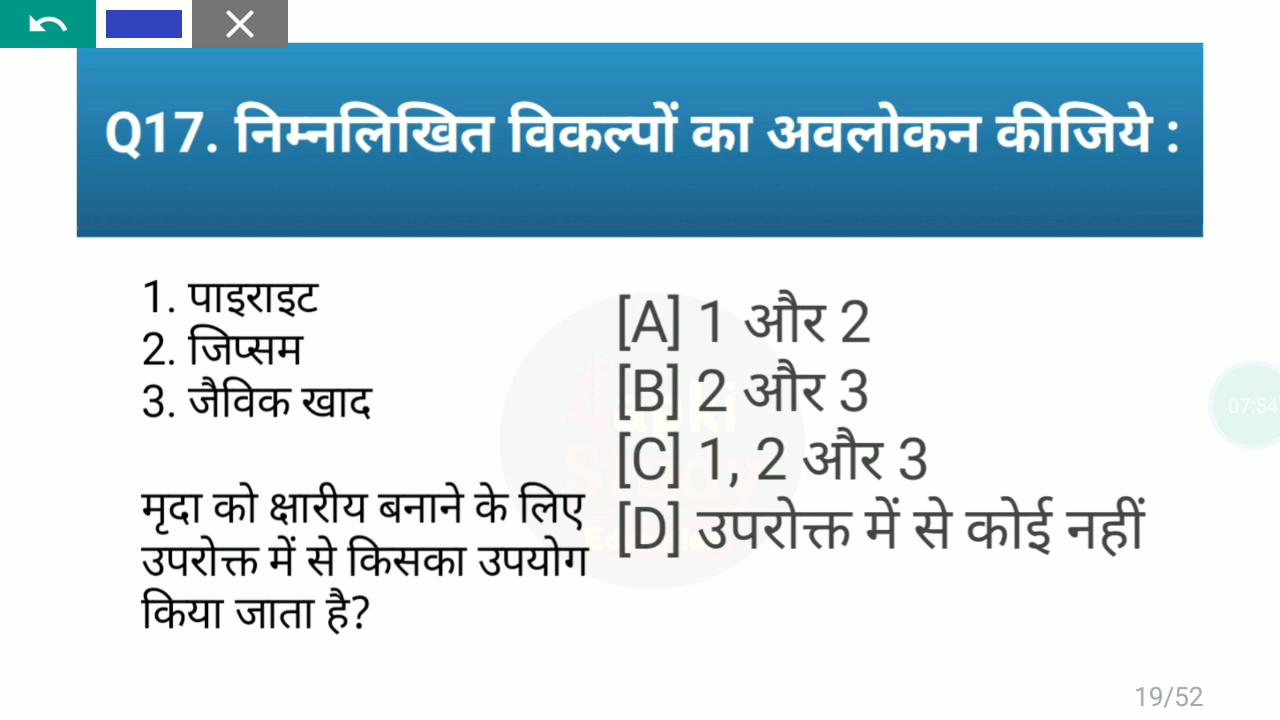 Q17. निम्नलिखित विकल्पों का अवलोकन कीजिये :
1. पाइराइट
2. जिप्सम
3. जैविक खाद
मृदा को क्षारीय बनाने के लिए
उपरोक्त में से किसका उपयोग
किया जाता है?
[A] 1 और 2
[B] 2 और 3
[C] 1, 2 और 3
[D] उपरोक्त में से कोई नहीं
07:54
19/52